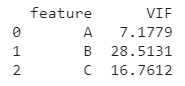 feature VIF
0 A 7.1779
1 B 28.5131
2 C 16.7612